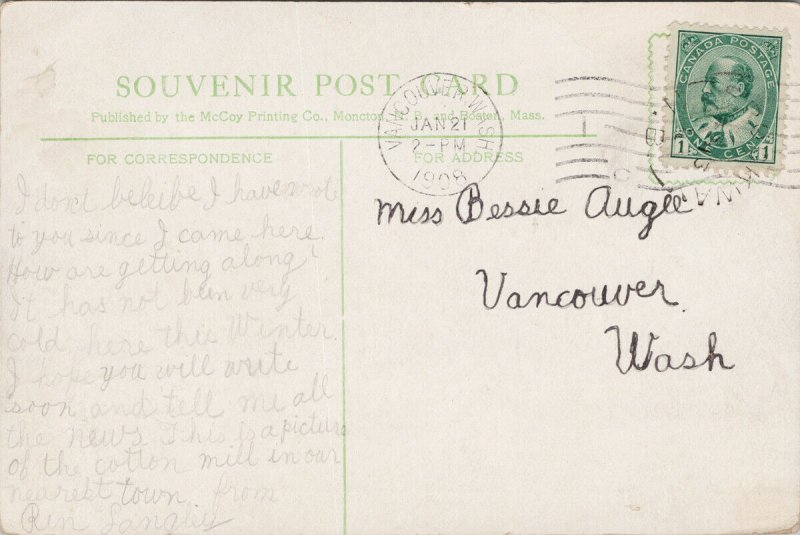 SOUVENIR POST CARD
Published by the McCoy Printing Co., Moncton, N. B. and Boston, Mass.
FOR CORRESPONDENCE
FOR ADDRESS
VANCOUVER, WASH
JAN 21
2-PM
1908
CANADA POSTAGE
1 ONE CENT 1
Miss Bessie Augee
Vancouver
Wash
I dont beleibe I have wrote
to you since I came here.
How are getting along?
It has not been very
cold here this Winter.
I hope you will write
soon and tell me all
the news. This is a picture
of the cotton mill in our
nearest town. from
Langley